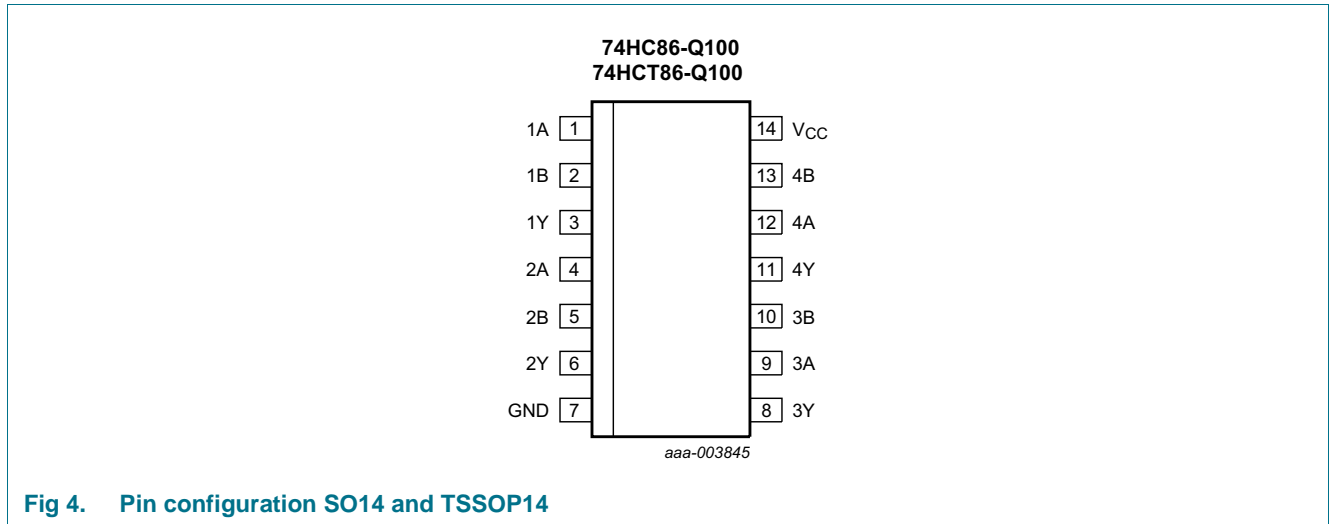 74HC86-Q100
74HCT86-Q100
1A 1
14 VCC
1B 2
13 4B
1Y 3
12 4A
2A 4
11 4Y
2B 5
10 3B
2Y 6
9 3A
GND 7
8 3Y
aaa-003845
Fig 4. Pin configuration SO14 and TSSOP14